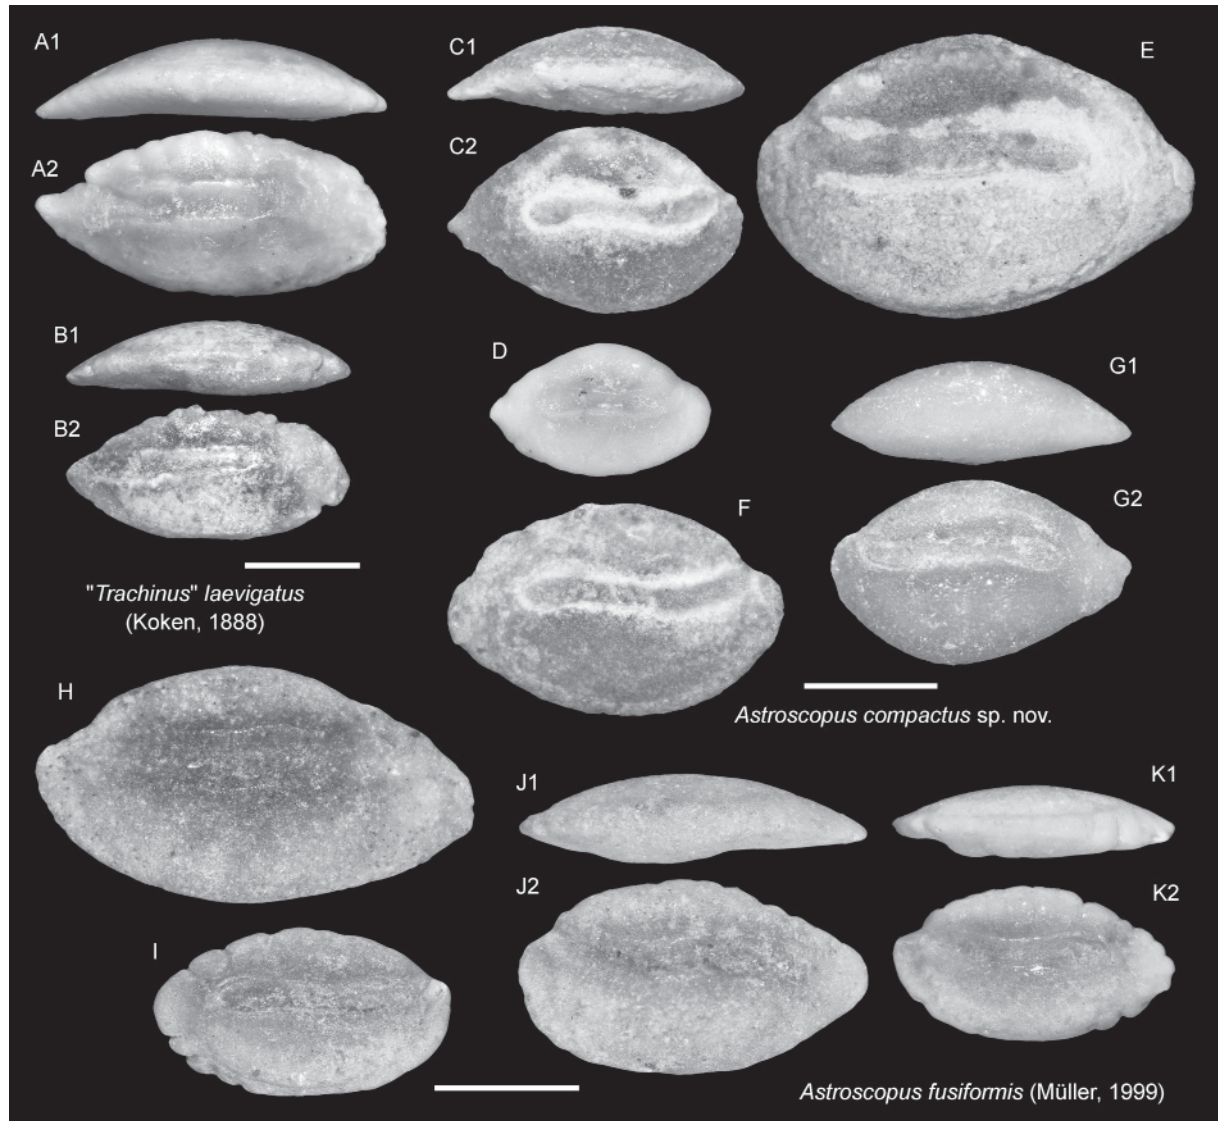 A1
C1
E
A2
C2
B1
D
G1
B2
F
G2
"Trachinus" laevigatus
(Koken, 1888)
H
Astroscopus compactus sp. nov.
J1
K1
J2
K2
I
Astroscopus fusiformis (Müller, 1999)